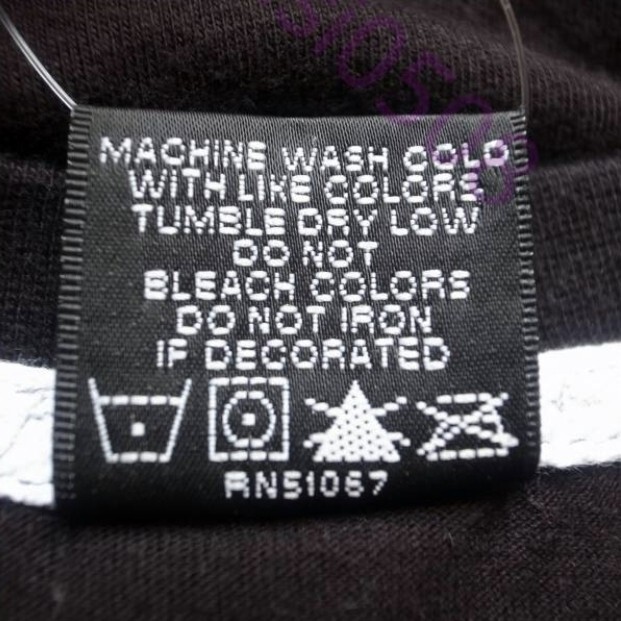 MACHINE WASH COLD
WITH LIKE COLORS
TUMBLE DRY LOW
DO NOT
BLEACH COLORS
DO NOT IRON
IF DECORATED
RN51067